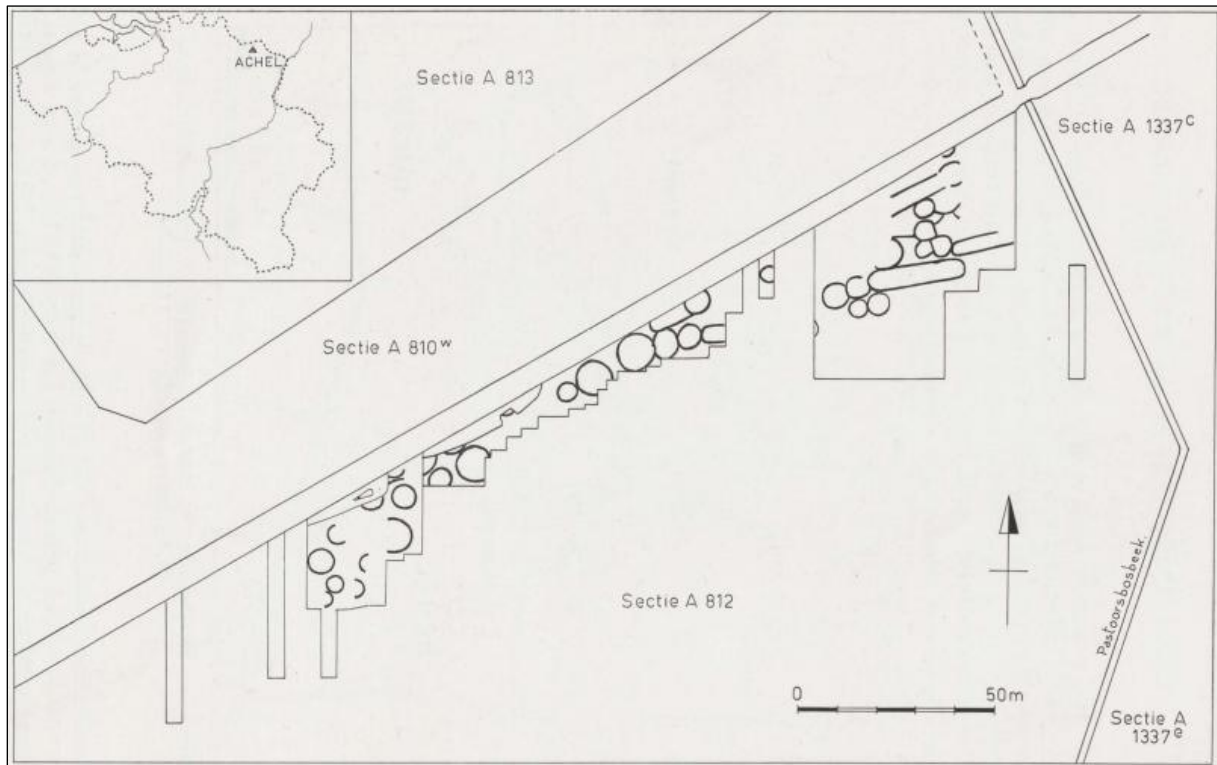 ACHEL
Sectie A 813
Sectie A 1337c
Sectie A 810w
Sectie A 812
Pastoorsbosbeek
0 50m
Sectie A
1337e